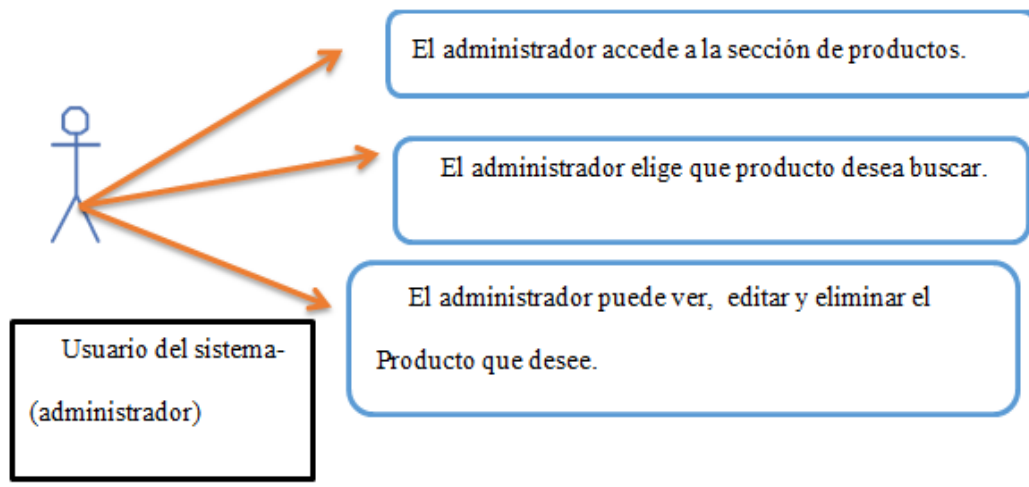 El administrador accede a la sección de productos.
El administrador elige que producto desea buscar.
El administrador puede ver, editar y eliminar el
Producto que desee.
Usuario del sistema-
(administrador)